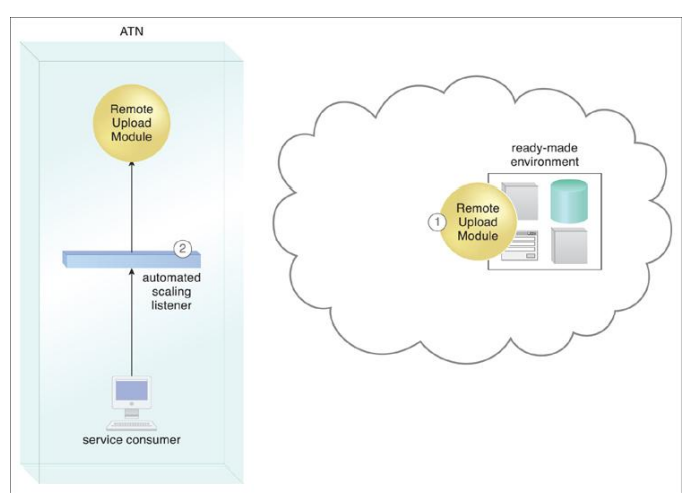 ATN
Remote
Upload
Module
2
automated
scaling
listener
service consumer
ready-made
environment
1
Remote
Upload
Module